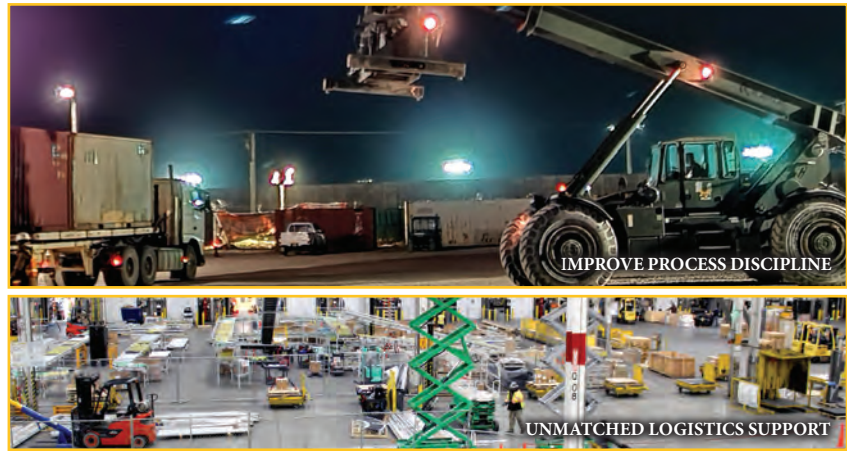 IMPROVE PROCESS DISCIPLINE
UNMATCHED LOGISTICS SUPPORT